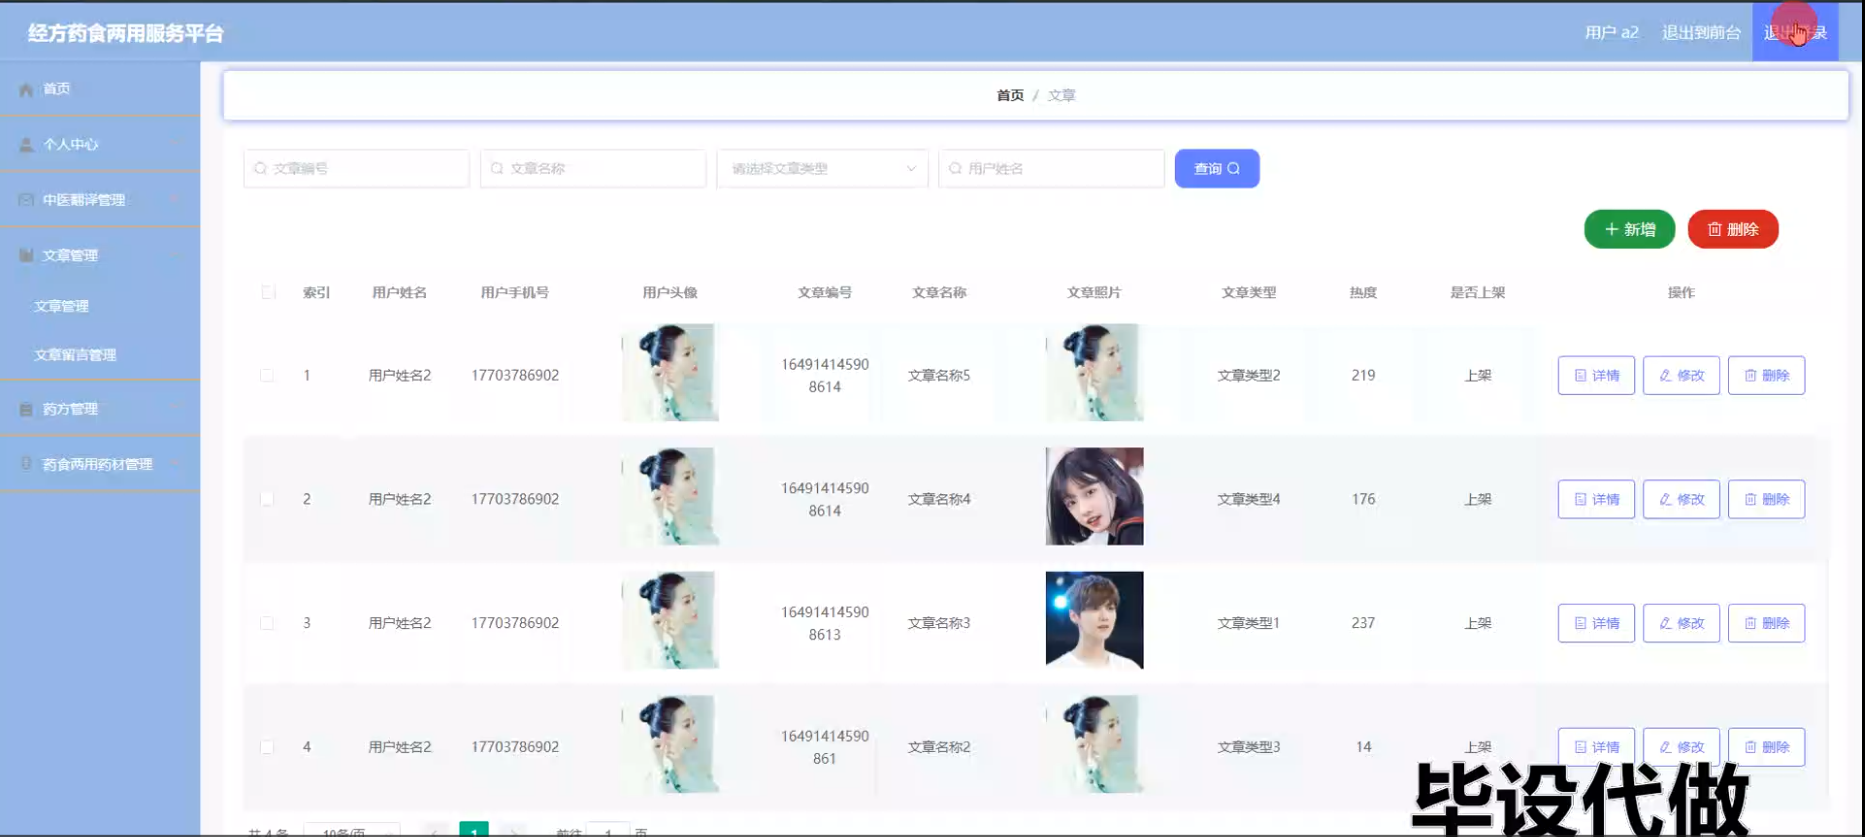 经方药食两用服务平台
用户 a2 退出到前台 退出登录
首页
个人中心
中医翻译管理
文章管理
文章管理
文章留言管理
药方管理
药食两用药材管理
首页 / 文章
文章编号 文章名称 请选择文章类型 用户姓名 查询
新增 删除
索引 用户姓名 用户手机号 用户头像 文章编号 文章名称 文章照片 文章类型 热度 是否上架 操作
1 用户姓名2 17703786902 16491414590
8614 文章名称5 文章类型2 219 上架 详情 修改 删除
2 用户姓名2 17703786902 16491414590
8614 文章名称4 文章类型4 176 上架 详情 修改 删除
3 用户姓名2 17703786902 16491414590
8613 文章名称3 文章类型1 237 上架 详情 修改 删除
4 用户姓名2 17703786902 16491414590
861 文章名称2 文章类型3 14 上架 详情 修改 删除
共 4 条 10条/页 1 前往 1 页
毕设代做